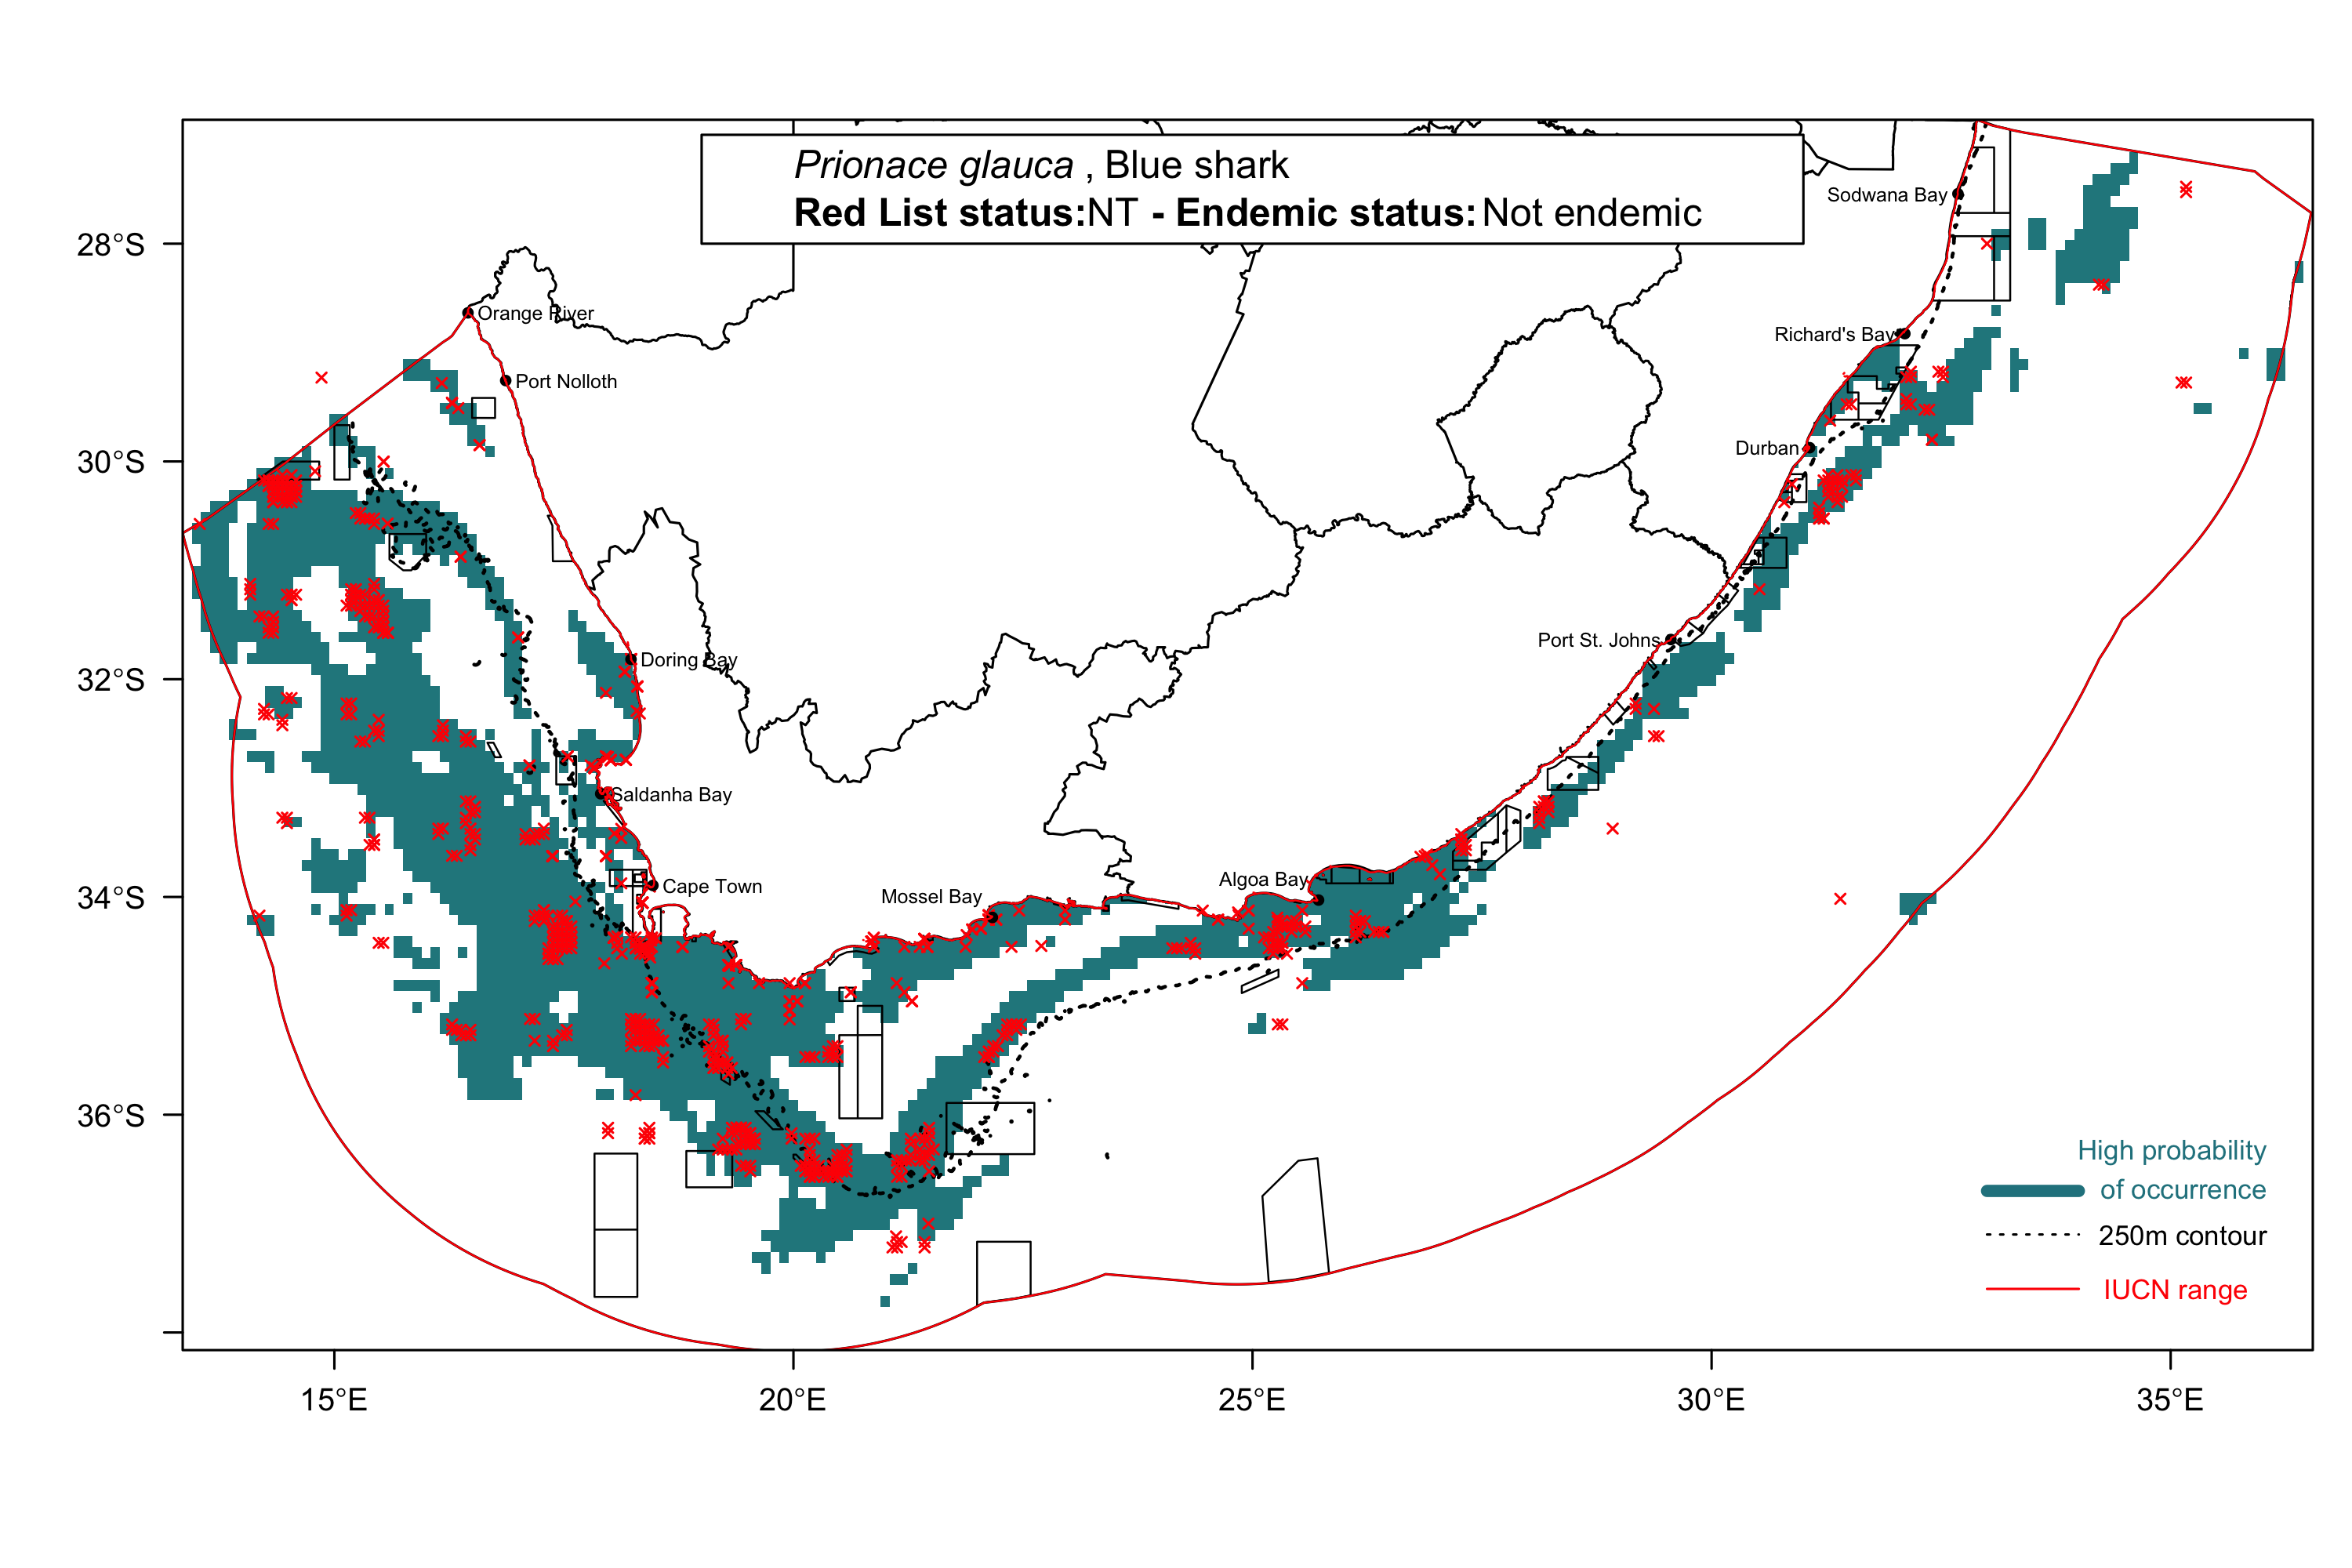 Prionace glauca , Blue shark
Red List status:NT - Endemic status: Not endemic
Sodwana Bay
28°S
Orange River
Richard's Bay
Port Nolloth
Durban
30°S
Port St. Johns
Doring Bay
32°S
Saldanha Bay
Algoa Bay
Cape Town
Mossel Bay
34°S
36°S
High probability
of occurrence
250m contour
IUCN range
15°E
20°E
25°E
30°E
35°E